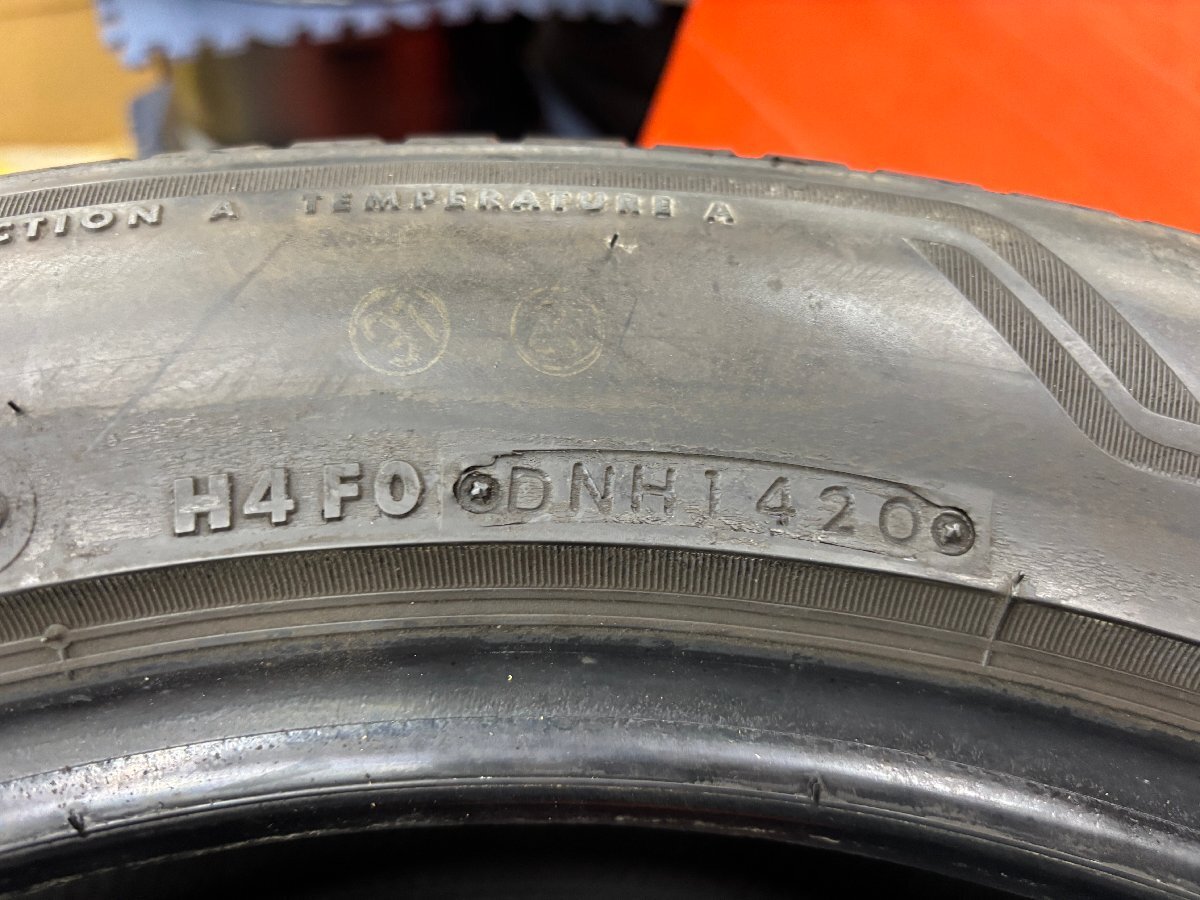 CTION A TEMPERATURE A
H4F0 DNH1420